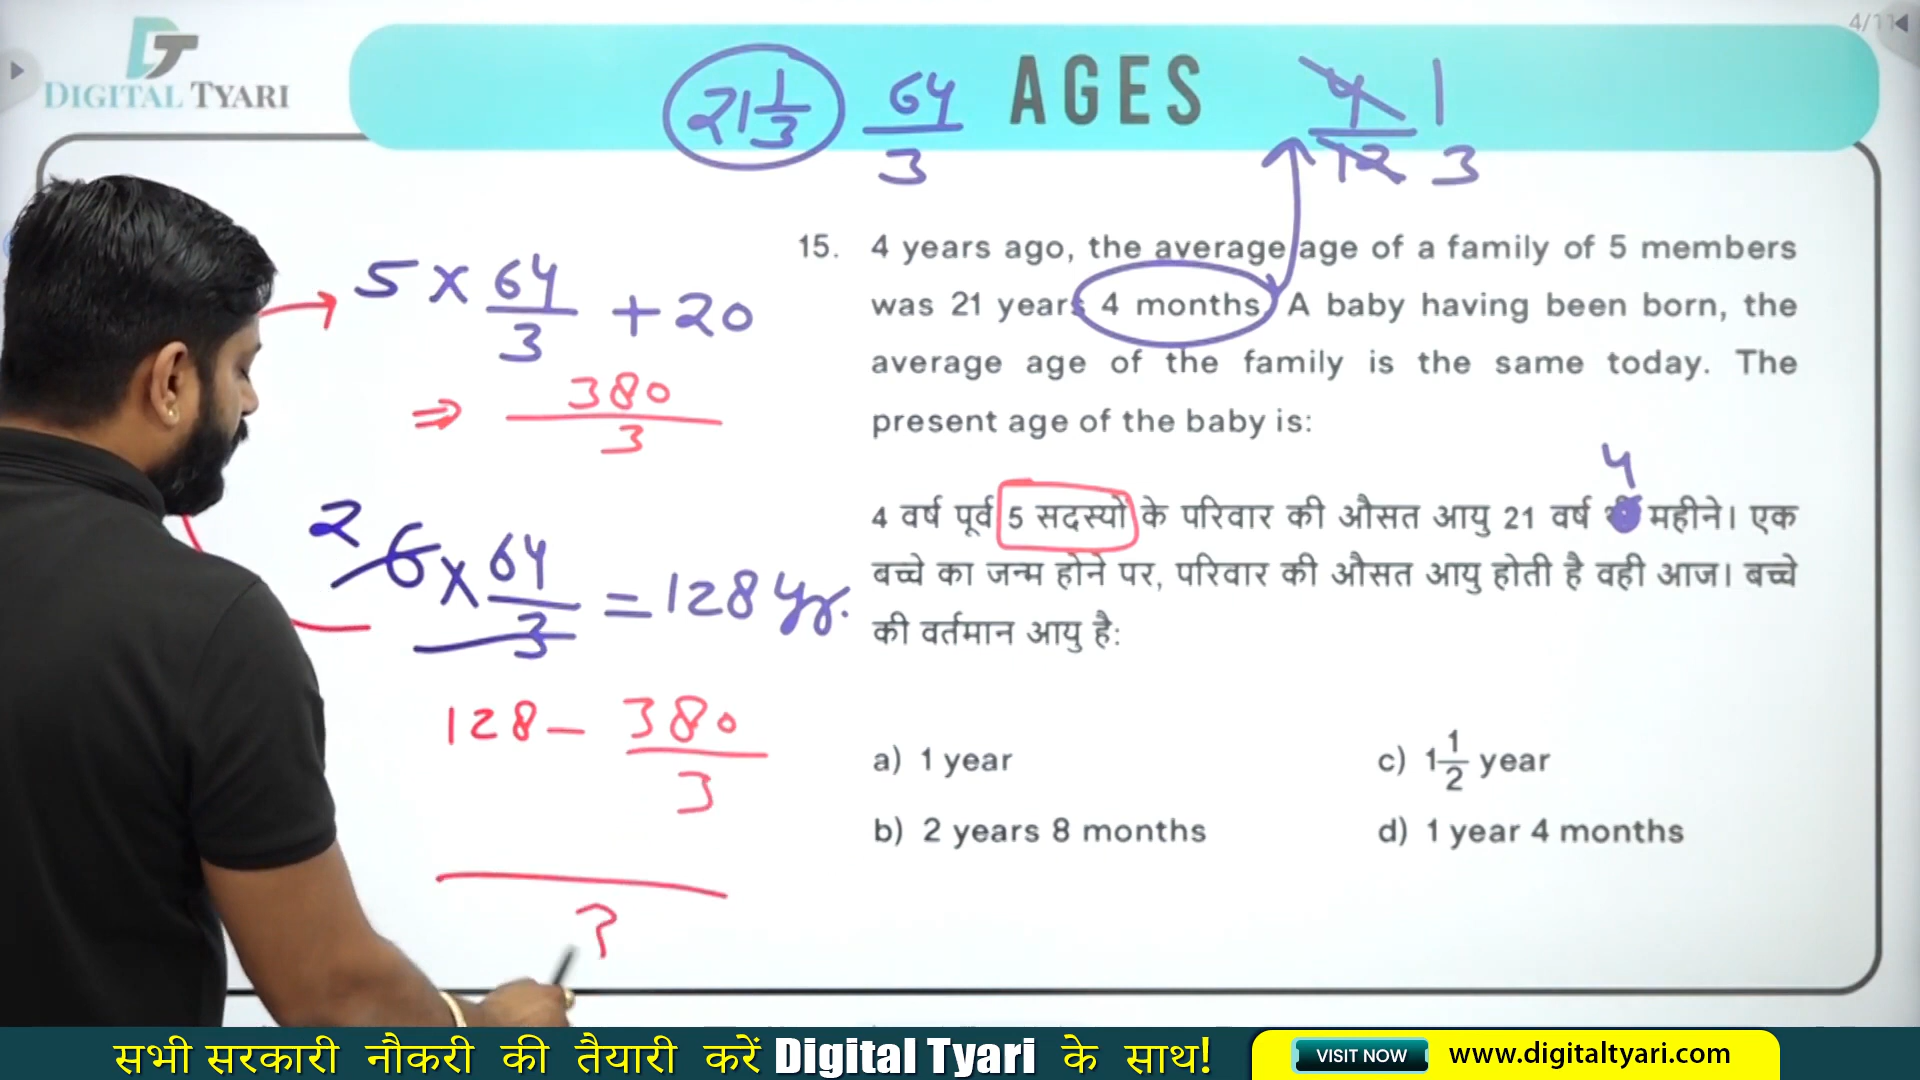 4/11
DT
DIGITAL TYARI
AGES
21 1/3
64/3
4/12 1/3
15. 4 years ago, the average age of a family of 5 members
was 21 years 4 months. A baby having been born, the
average age of the family is the same today. The
present age of the baby is:
4
4 वर्ष पूर्व 5 सदस्यों के परिवार की औसत आयु 21 वर्ष महीने। एक
बच्चे का जन्म होने पर, परिवार की औसत आयु होती है वही आज। बच्चे
की वर्तमान आयु है:
a) 1 year
c) 1 1/2 year
b) 2 years 8 months
d) 1 year 4 months
5 × 64/3 + 20
⇒ 380/3
2 6 × 64/3 = 128 yr.
128 - 380/3
3
सभी सरकारी नौकरी की तैयारी करें Digital Tyari के साथ!
VISIT NOW
www.digitaltyari.com